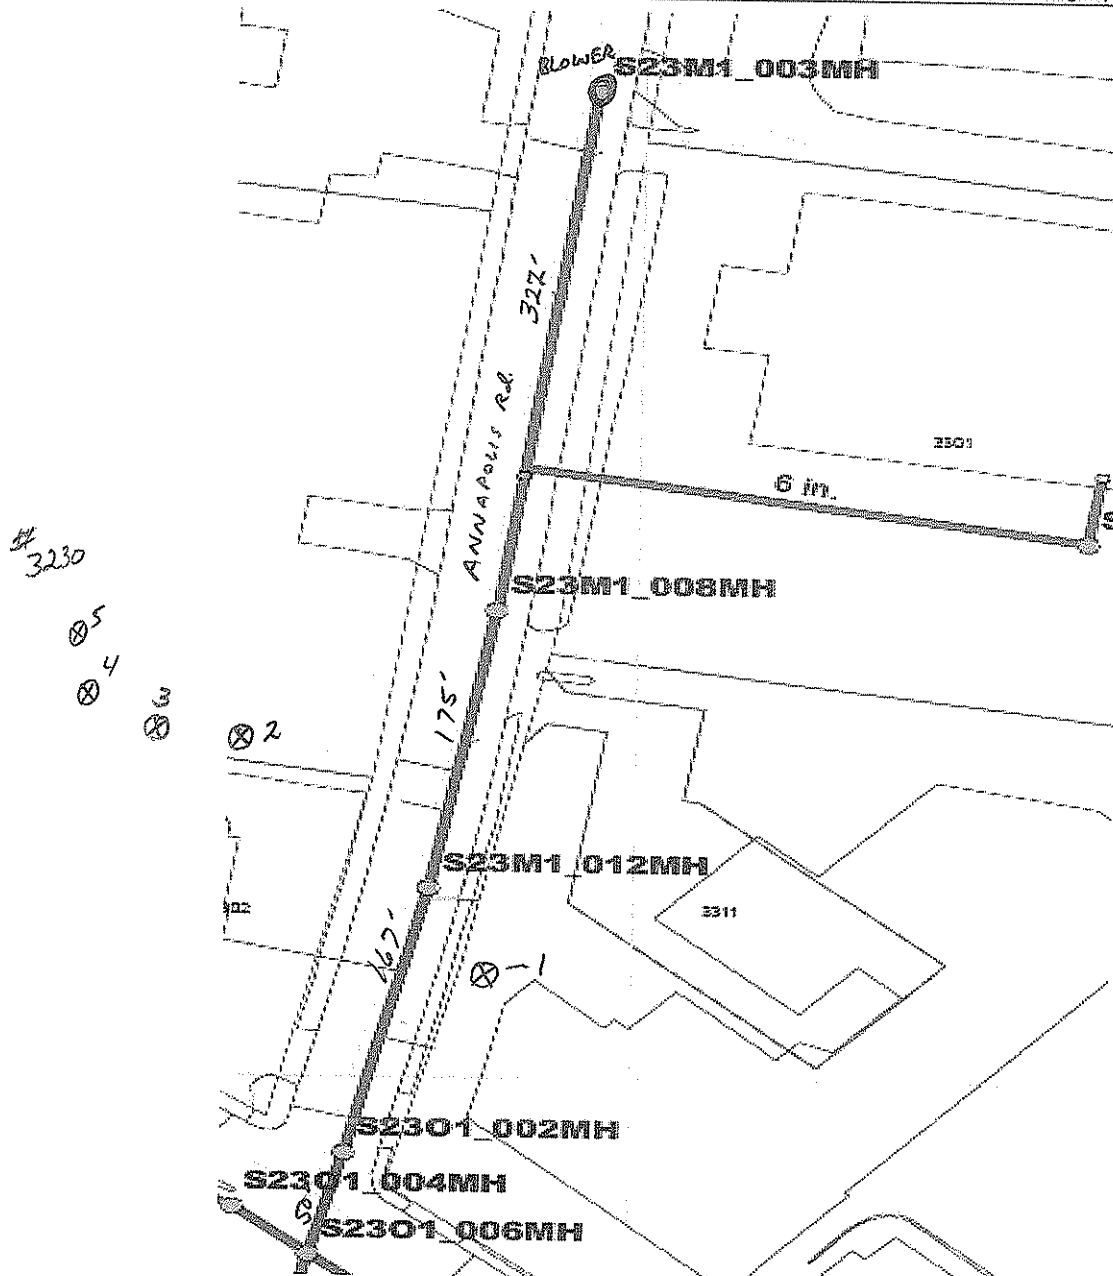 BLOWER
S23M1_003MH
322'
ANNAPOLIS Rd.
2301
6 in.
#
3230
S23M1_008MH
5
4
3
2
175'
S23M1_012MH
3311
167'
1
S23O1_002MH
S23O1_004MH
S23O1_006MH